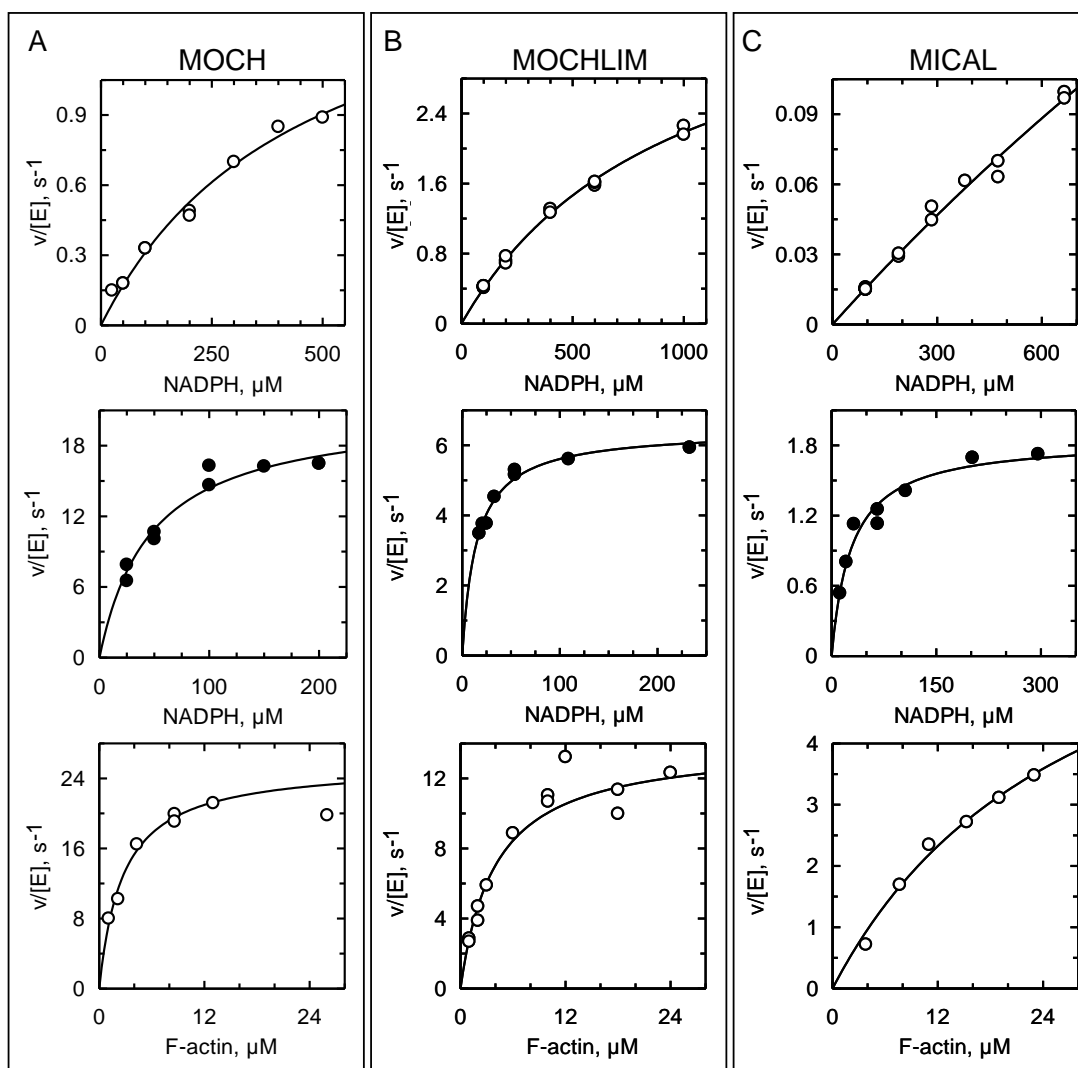 A
MOCH
0.9
0.6
0.3
0
v/[E], s-1
0 250 500
NADPH, µM
18
12
6
0
v/[E], s-1
0 100 200
NADPH, µM
24
16
8
0
v/[E], s-1
0 12 24
F-actin, µM
B
MOCHLIM
2.4
1.6
0.8
0
v/[E], s-1
0 500 1000
NADPH, µM
6
4
2
0
v/[E], s-1
0 100 200
NADPH, µM
12
8
4
0
v/[E], s-1
0 12 24
F-actin, µM
C
MICAL
0.09
0.06
0.03
0
v/[E], s-1
0 300 600
NADPH, µM
1.8
1.2
0.6
0
v/[E], s-1
0 150 300
NADPH, µM
4
3
2
1
0
v/[E], s-1
0 12 24
F-actin, µM